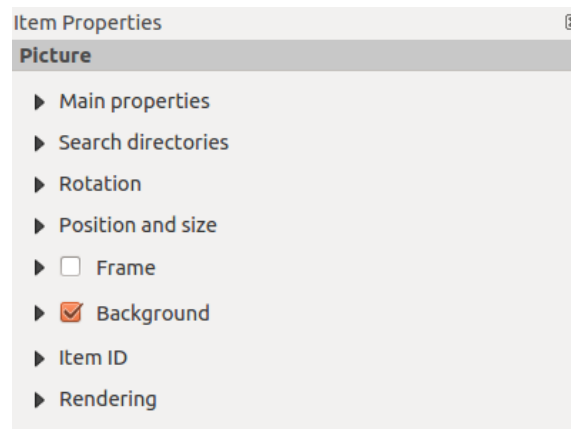 Item Properties
Picture
Main properties
Search directories
Rotation
Position and size
Frame
Background
Item ID
Rendering